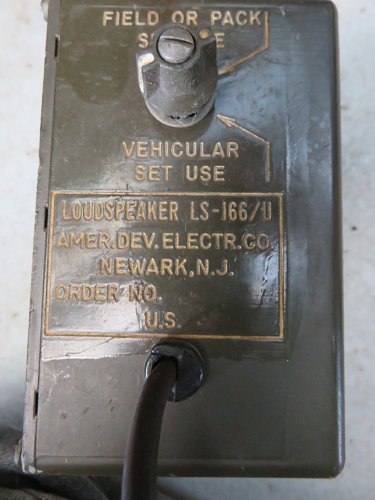 FIELD OR PACK
VEHICULAR
SET USE
LOUDSPEAKER LS-166/U
AMER. DEV. ELECTR. CO.
NEWARK, N.J.
ORDER NO.
U.S.